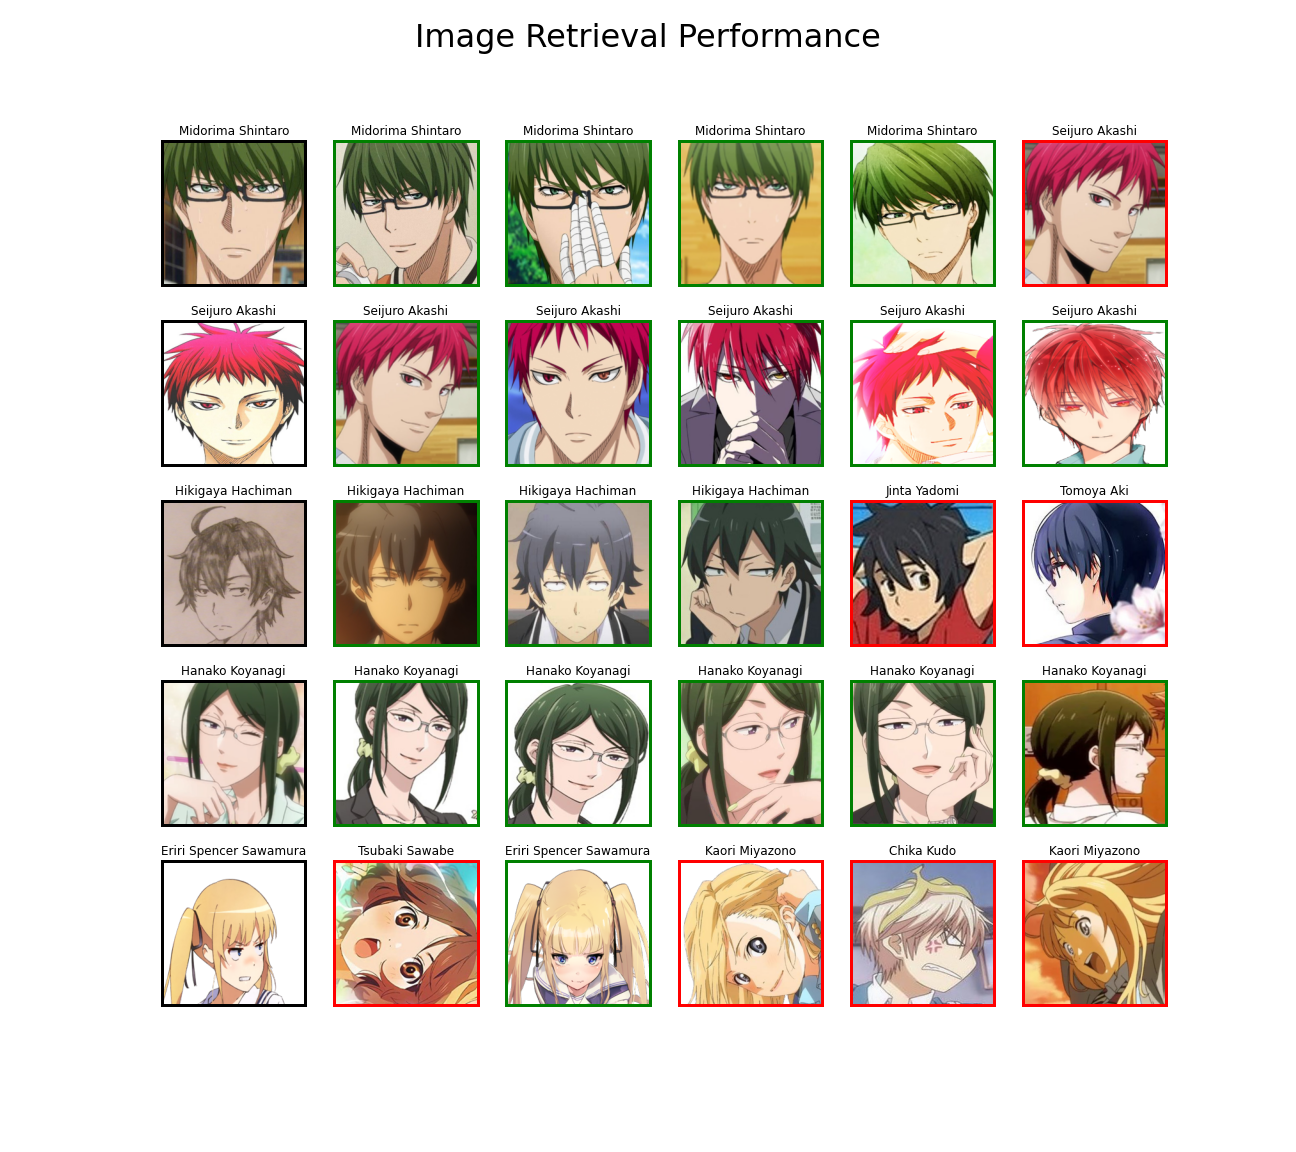 Image Retrieval Performance
Midorima Shintaro Midorima Shintaro Midorima Shintaro Midorima Shintaro Midorima Shintaro Seijuro Akashi
Seijuro Akashi Seijuro Akashi Seijuro Akashi Seijuro Akashi Seijuro Akashi Seijuro Akashi
Hikigaya Hachiman Hikigaya Hachiman Hikigaya Hachiman Hikigaya Hachiman Jinta Yadomi Tomoya Aki
Hanako Koyanagi Hanako Koyanagi Hanako Koyanagi Hanako Koyanagi Hanako Koyanagi Hanako Koyanagi
Eriri Spencer Sawamura Tsubaki Sawabe Eriri Spencer Sawamura Kaori Miyazono Chika Kudo Kaori Miyazono